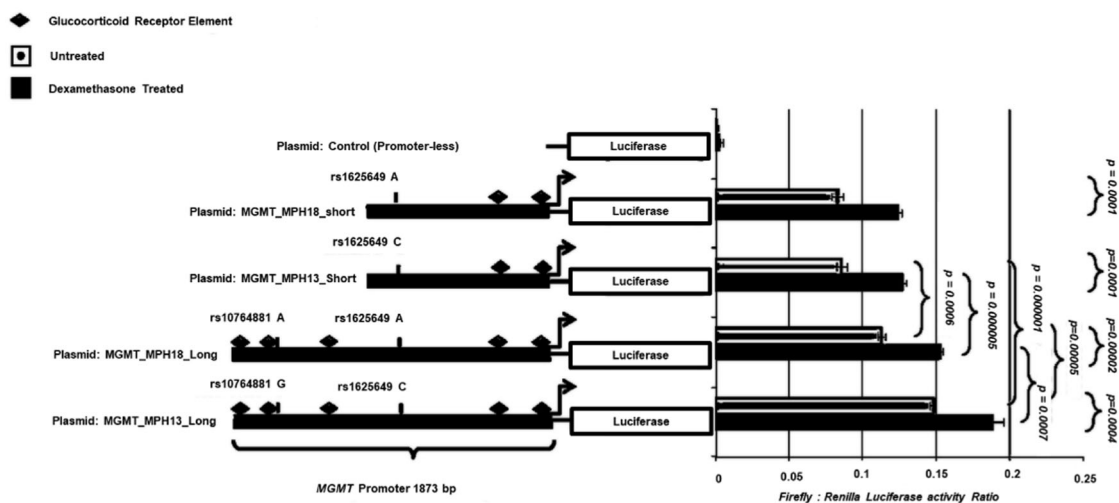 Glucocorticoid Receptor Element
Untreated
Dexamethasone Treated
Plasmid: Control (Promoter-less)
Luciferase
rs1625649 A
Plasmid: MGMT_MPH18_short
Luciferase
p = 0.0001
rs1625649 C
Plasmid: MGMT_MPH13_Short
Luciferase
p=0.0001
p = 0.0006
p = 0.000005
p = 0.000001
p=0.00005
rs10764881 A
rs1625649 A
Plasmid: MGMT_MPH18_Long
Luciferase
p=0.0002
rs10764881 G
rs1625649 C
Plasmid: MGMT_MPH13_Long
Luciferase
p = 0.0007
p=0.0004
MGMT Promoter 1873 bp
0
0.05
0.1
0.15
0.2
0.25
Firefly : Renilla Luciferase activity Ratio